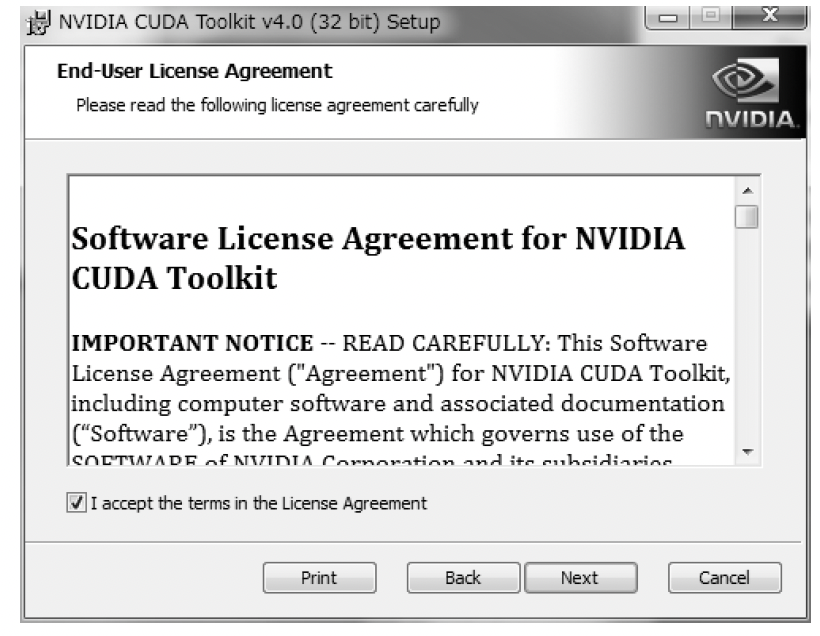 NVIDIA CUDA Toolkit v4.0 (32 bit) Setup
End-User License Agreement
Please read the following license agreement carefully
NVIDIA.
Software License Agreement for NVIDIA
CUDA Toolkit
IMPORTANT NOTICE -- READ CAREFULLY: This Software
License Agreement ("Agreement") for NVIDIA CUDA Toolkit,
including computer software and associated documentation
(“Software”), is the Agreement which governs use of the
SOFTWARE of NVIDIA Corporation and its subsidiaries
I accept the terms in the License Agreement
Print Back Next Cancel